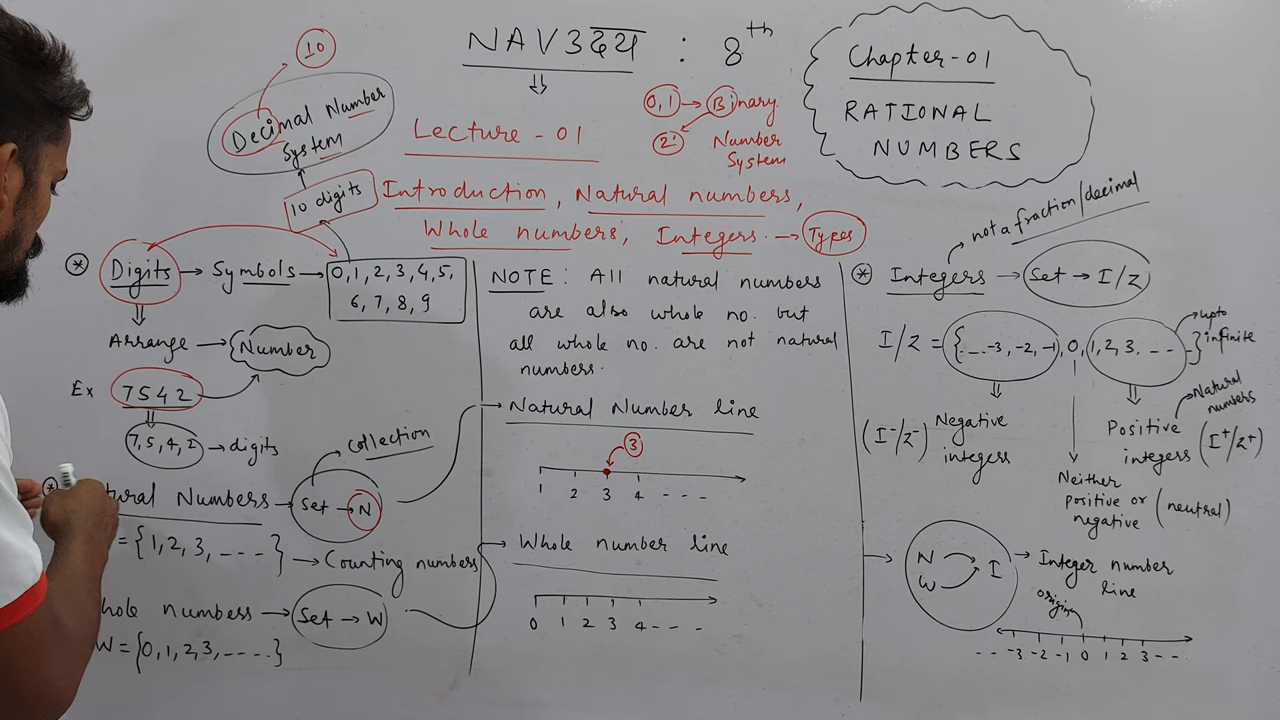 NAV3उदय : 8th
Chapter-01
RATIONAL
NUMBERS
10
Decimal Number
System
0,1 → Binary
2
Number
System
Lecture - 01
10 digits
Introduction, Natural numbers,
Whole numbers, Integers → Types
* Digits → Symbols → 0, 1, 2, 3, 4, 5,
6, 7, 8, 9
Arrange → Number
Ex 7542
7, 5, 4, 2 → digits
collection
* tural Numbers → Set → N
= {1, 2, 3, ----} → Counting numbers
hole numbers → Set → W
W = {0, 1, 2, 3, -----}
NOTE : All natural numbers
are also whole no. but
all whole no. are not natural
numbers.
→ Natural Number line
3
1 2 3 4 - - -
→ Whole number line
0 1 2 3 4 - - -
not a fraction/decimal
* Integers → Set → I/Z
I/Z = {.....-3, -2, -1, 0, 1, 2, 3, --- -}
upto
infinite
(I⁻/Z⁻) Negative
integers
Neither
positive or
negative (neutral)
Natural
numbers
Positive
integers (I⁺/Z⁺)
→ N
W → I
→ Integer number
line
origin
- - -3 -2 -1 0 1 2 3 - -